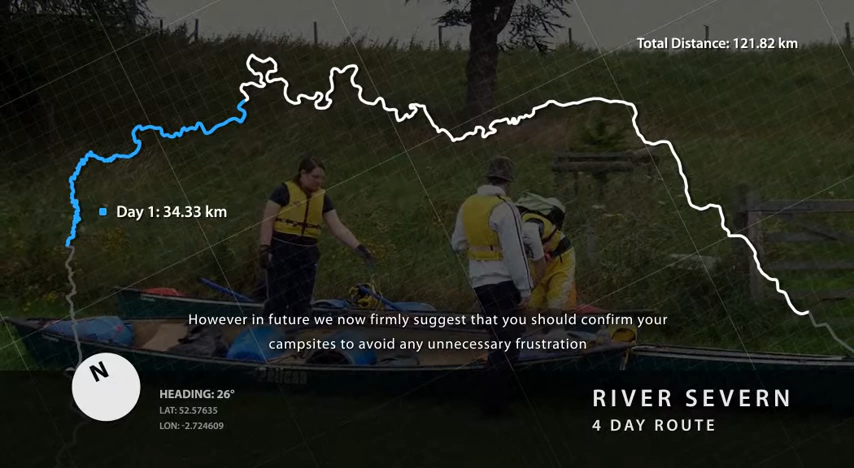 Total Distance: 121.82 km
Day 1: 34.33 km
However in future we now firmly suggest that you should confirm your
campsites to avoid any unnecessary frustration
N
HEADING: 26°
LAT: 52.57635
LON: -2.724609
RIVER SEVERN
4 DAY ROUTE